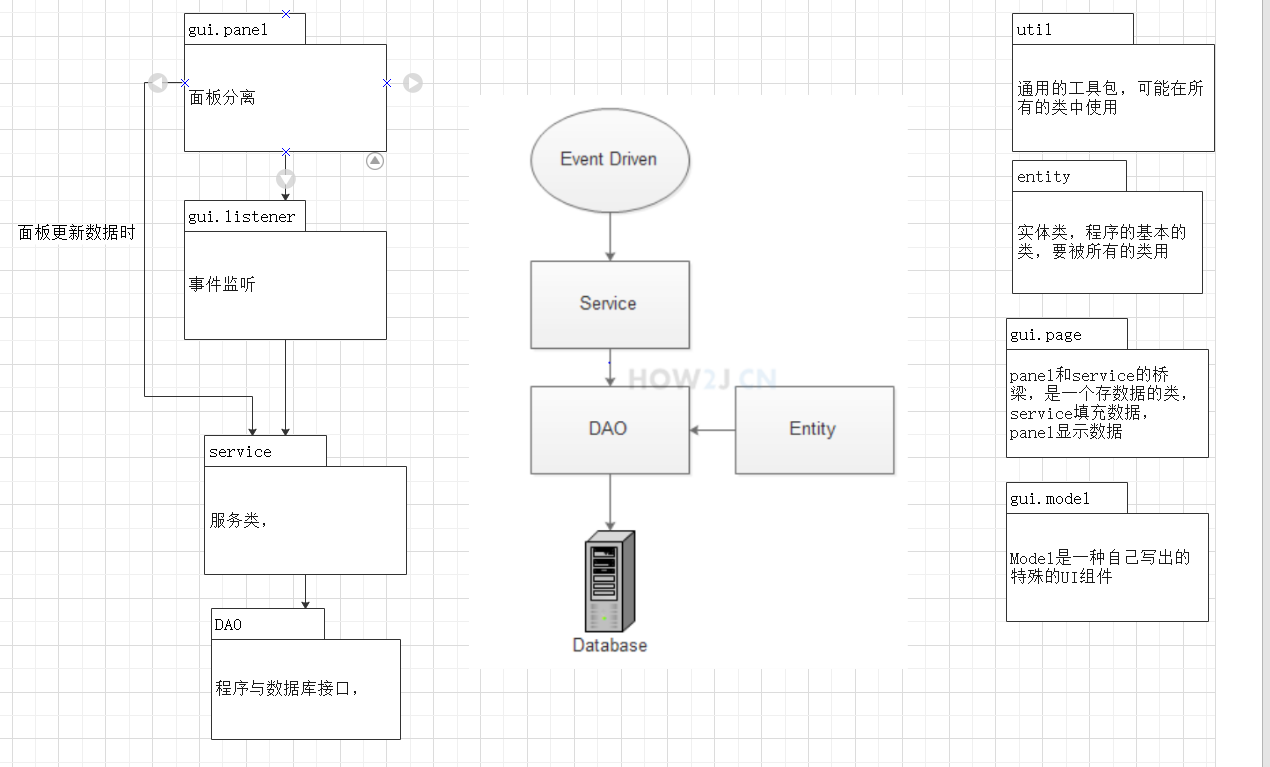 gui.panel
面板分离
面板更新数据时
gui.listener
事件监听
service
服务类，
DAO
程序与数据库接口，
Event Driven
Service
HOW2J.CN
DAO
Entity
Database
util
通用的工具包，可能在所
有的类中使用
entity
实体类，程序的基本的
类，要被所有的类用
gui.page
panel和service的桥
梁，是一个存数据的类，
service填充数据，
panel显示数据
gui.model
Model是一种自己写出的
特殊的UI组件